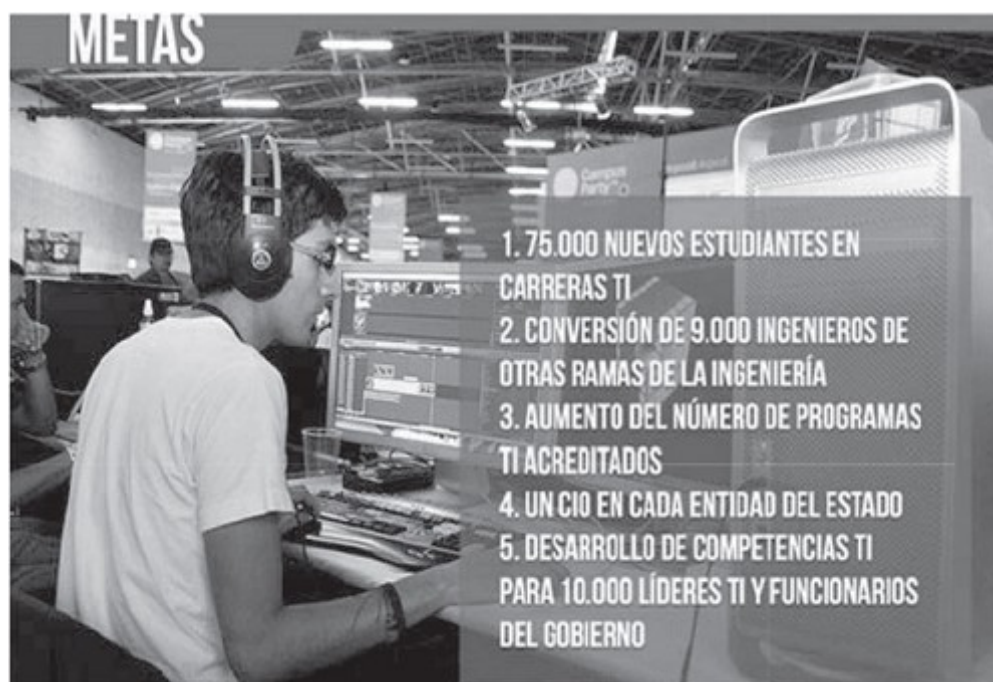 METAS
Campus
Party
1. 75.000 NUEVOS ESTUDIANTES EN
CARRERAS TI
2. CONVERSIÓN DE 9.000 INGENIEROS DE
OTRAS RAMAS DE LA INGENIERÍA
3. AUMENTO DEL NÚMERO DE PROGRAMAS
TI ACREDITADOS
4. UN CIO EN CADA ENTIDAD DEL ESTADO
5. DESARROLLO DE COMPETENCIAS TI
PARA 10.000 LÍDERES TI Y FUNCIONARIOS
DEL GOBIERNO